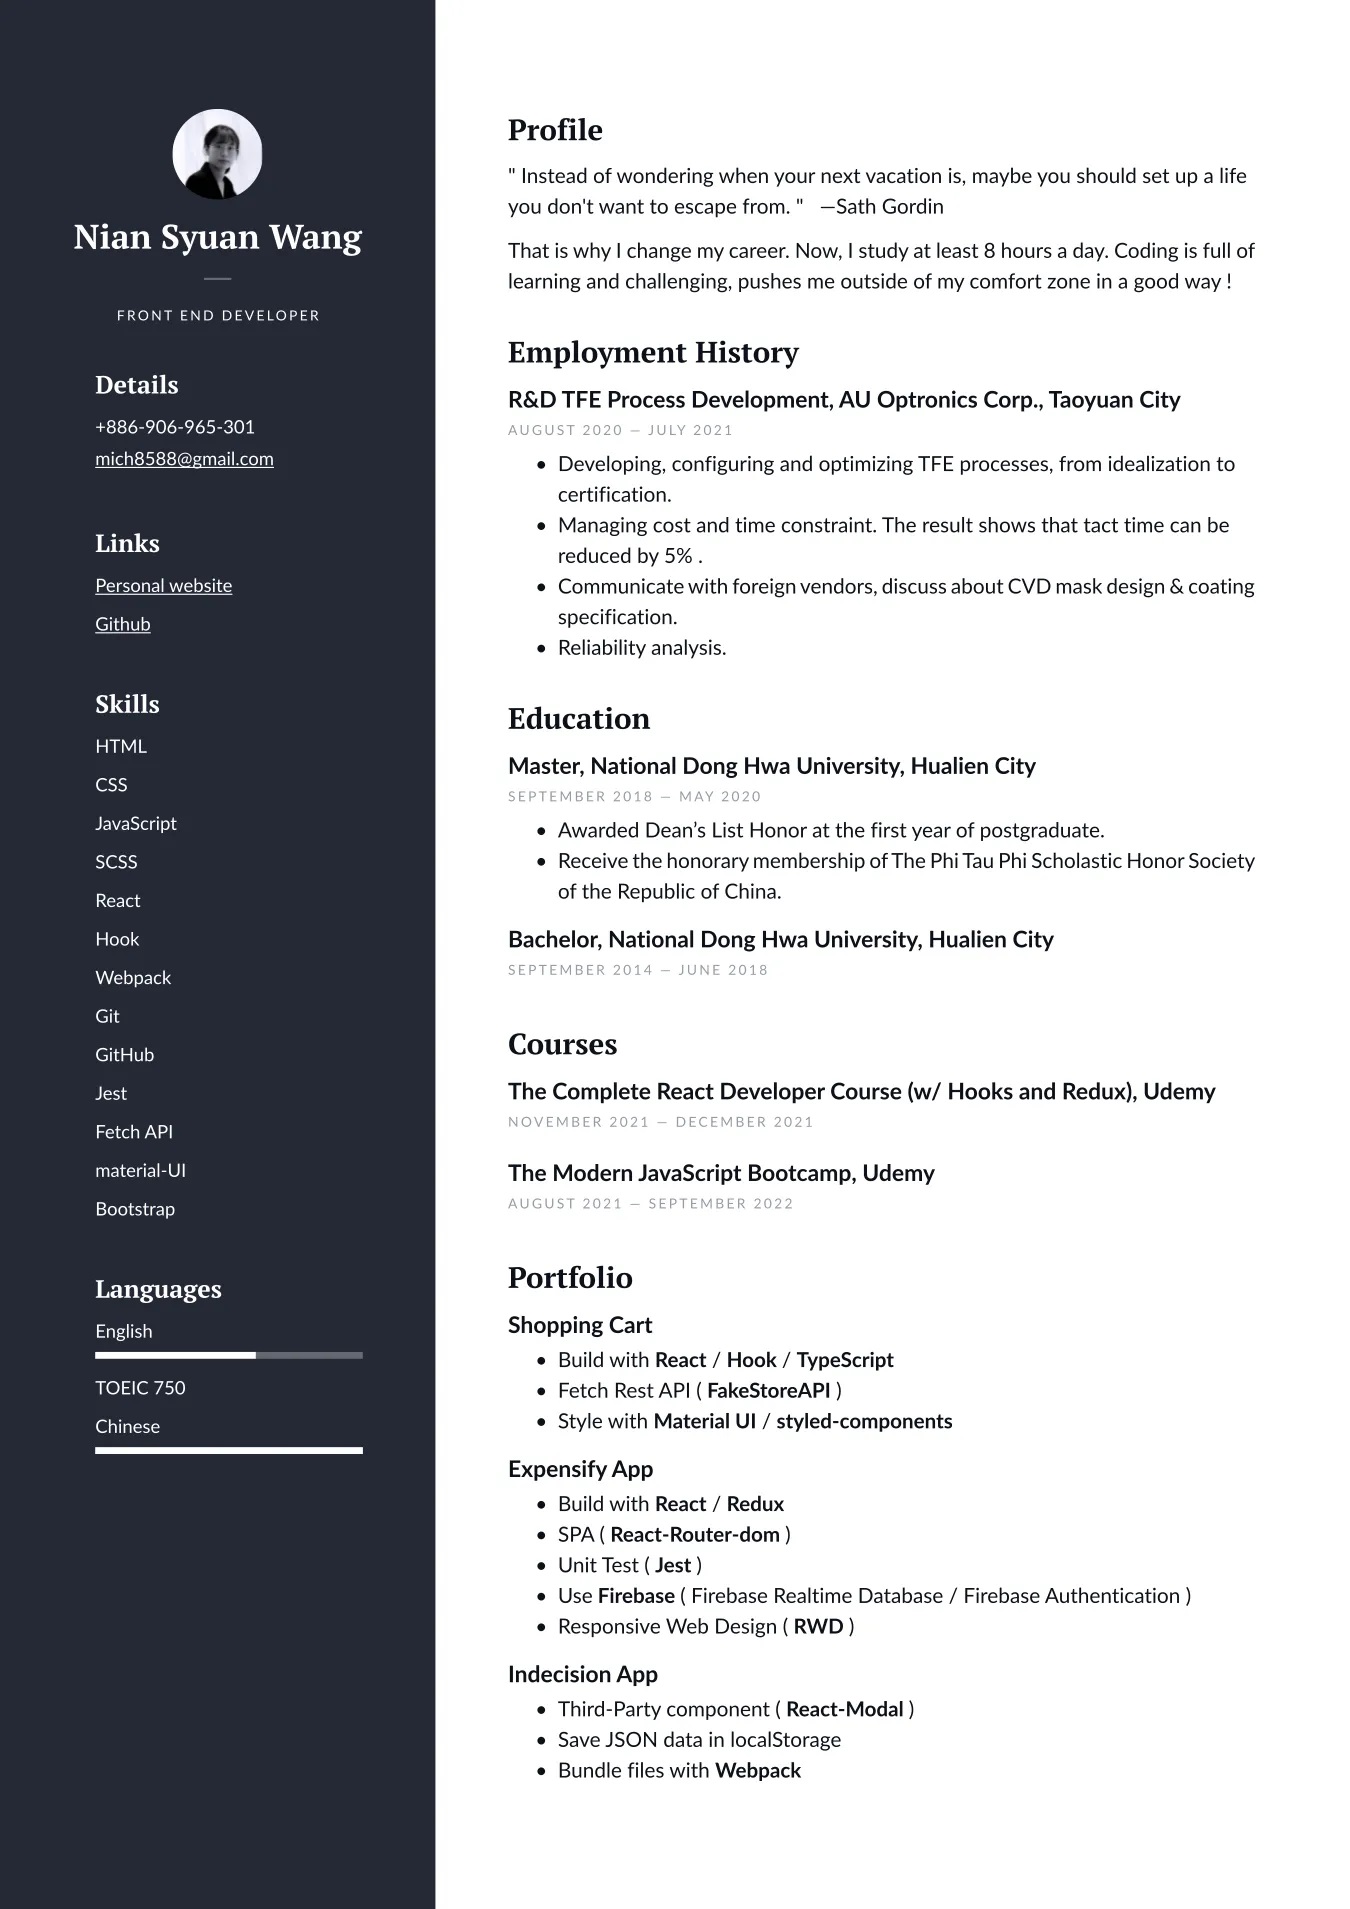 Nian Syuan Wang
FRONT END DEVELOPER
Details
+886-906-965-301
mich8588@gmail.com
Links
Personal website
Github
Skills
HTML
CSS
JavaScript
SCSS
React
Hook
Webpack
Git
GitHub
Jest
Fetch API
material-UI
Bootstrap
Languages
English
TOEIC 750
Chinese
Profile
" Instead of wondering when your next vacation is, maybe you should set up a life
you don't want to escape from. "   —Sath Gordin
That is why I change my career. Now, I study at least 8 hours a day. Coding is full of
learning and challenging, pushes me outside of my comfort zone in a good way !
Employment History
R&D TFE Process Development, AU Optronics Corp., Taoyuan City
AUGUST 2020 — JULY 2021
• Developing, configuring and optimizing TFE processes, from idealization to
certification.
• Managing cost and time constraint. The result shows that tact time can be
reduced by 5% .
• Communicate with foreign vendors, discuss about CVD mask design & coating
specification.
• Reliability analysis.
Education
Master, National Dong Hwa University, Hualien City
SEPTEMBER 2018 — MAY 2020
• Awarded Dean’s List Honor at the first year of postgraduate.
• Receive the honorary membership of The Phi Tau Phi Scholastic Honor Society
of the Republic of China.
Bachelor, National Dong Hwa University, Hualien City
SEPTEMBER 2014 — JUNE 2018
Courses
The Complete React Developer Course (w/ Hooks and Redux), Udemy
NOVEMBER 2021 — DECEMBER 2021
The Modern JavaScript Bootcamp, Udemy
AUGUST 2021 — SEPTEMBER 2022
Portfolio
Shopping Cart
• Build with React / Hook / TypeScript
• Fetch Rest API ( FakeStoreAPI )
• Style with Material UI / styled-components
Expensify App
• Build with React / Redux
• SPA ( React-Router-dom )
• Unit Test ( Jest )
• Use Firebase ( Firebase Realtime Database / Firebase Authentication )
• Responsive Web Design ( RWD )
Indecision App
• Third-Party component ( React-Modal )
• Save JSON data in localStorage
• Bundle files with Webpack